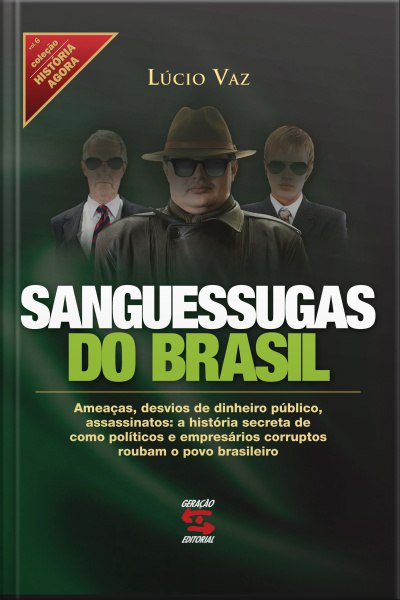 vol. 6
coleção
HISTÓRIA
AGORA
LÚCIO VAZ
SANGUESSUGAS
DO BRASIL
Ameaças, desvios de dinheiro público,
assassinatos: a história secreta de
como políticos e empresários corruptos
roubam o povo brasileiro
GERAÇÃO
EDITORIAL